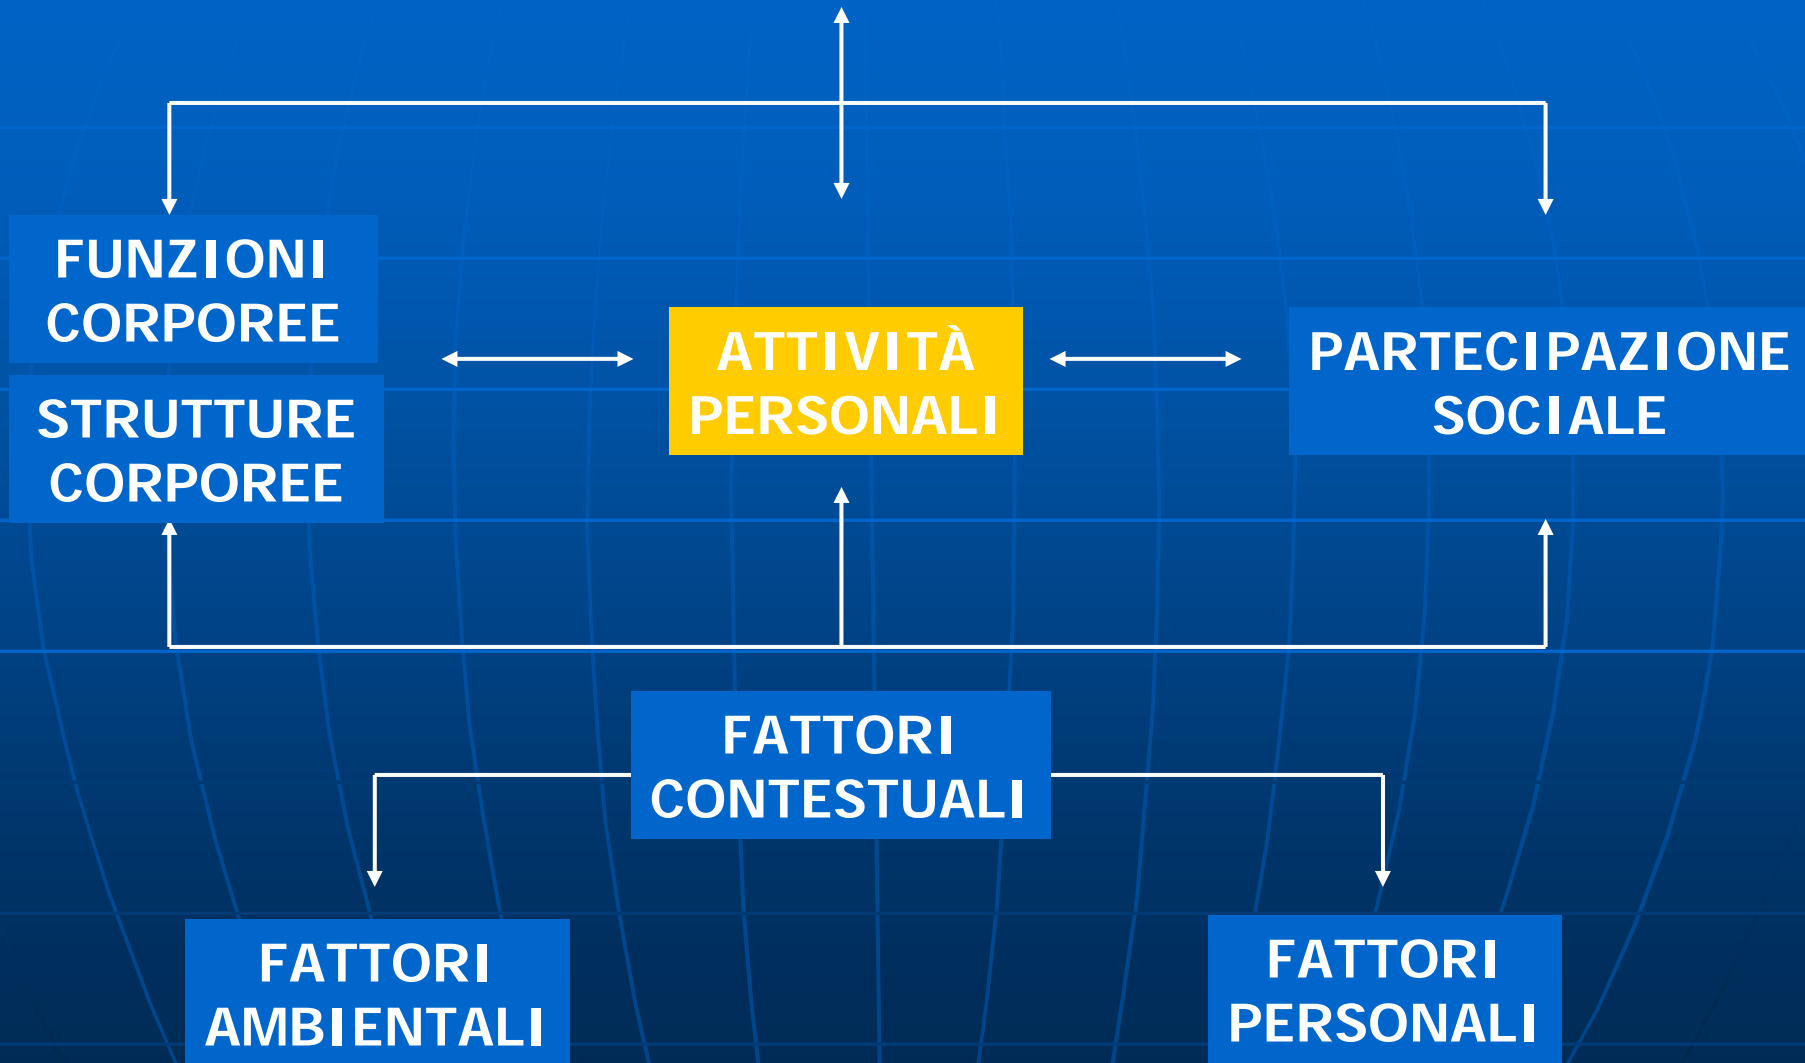 FUNZIONI
CORPOREE
STRUTTURE
CORPOREE
ATTIVITÀ
PERSONALI
PARTECIPAZIONE
SOCIALE
FATTORI
CONTESTUALI
FATTORI
AMBIENTALI
FATTORI
PERSONALI